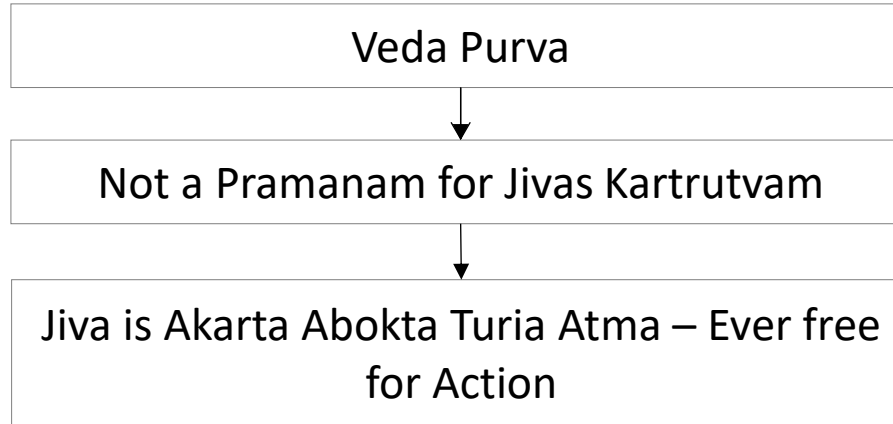 Veda Purva
Not a Pramanam for Jivas Kartrutvam
Jiva is Akarta Abokta Turia Atma – Ever free
for Action